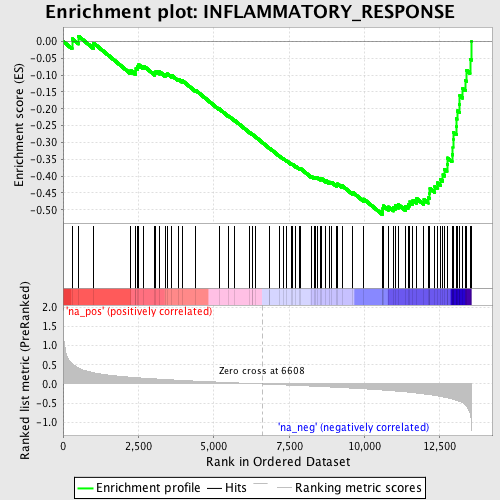 Enrichment plot: INFLAMMATORY_RESPONSE
Enrichment score (ES)
0.00
-0.05
-0.10
-0.15
-0.20
-0.25
-0.30
-0.35
-0.40
-0.45
-0.50
Ranked list metric (PreRanked)
'na_pos' (positively correlated)
2.0
1.5
1.0
0.5
0.0
-0.5
-1.0
Zero cross at 6608
'na_neg' (negatively correlated)
0
2,500
5,000
7,500
10,000
12,500
Rank in Ordered Dataset
Enrichment profile
Hits
Ranking metric scores